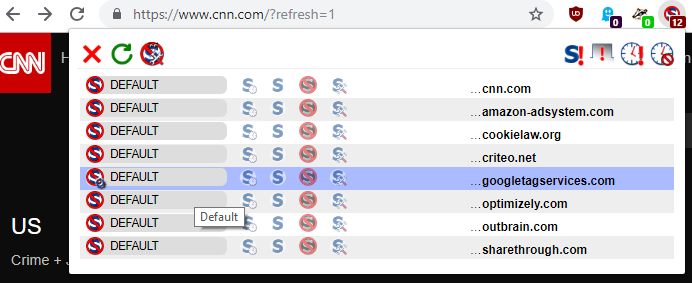 https://www.cnn.com/?refresh=1
0
0
12
CNN
H
DEFAULT
...cnn.com
DEFAULT
...amazon-adsystem.com
DEFAULT
...cookielaw.org
DEFAULT
...criteo.net
DEFAULT
...googletagservices.com
DEFAULT
...optimizely.com
Default
US
DEFAULT
...outbrain.com
DEFAULT
...sharethrough.com
Crime +